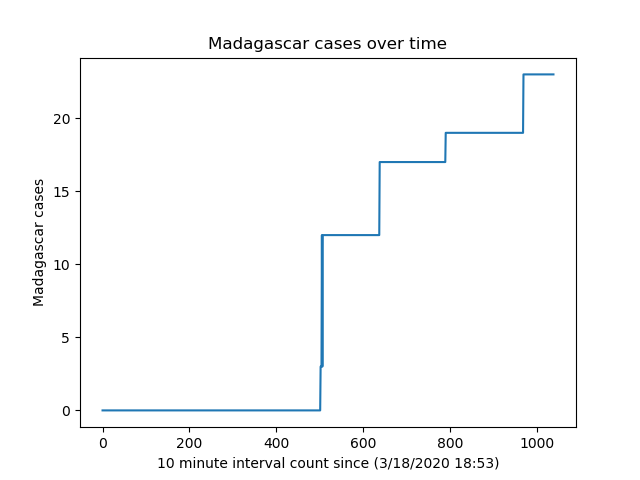 Madagascar cases over time
20
15
10
5
0
Madagascar cases
0 200 400 600 800 1000
10 minute interval count since (3/18/2020 18:53)